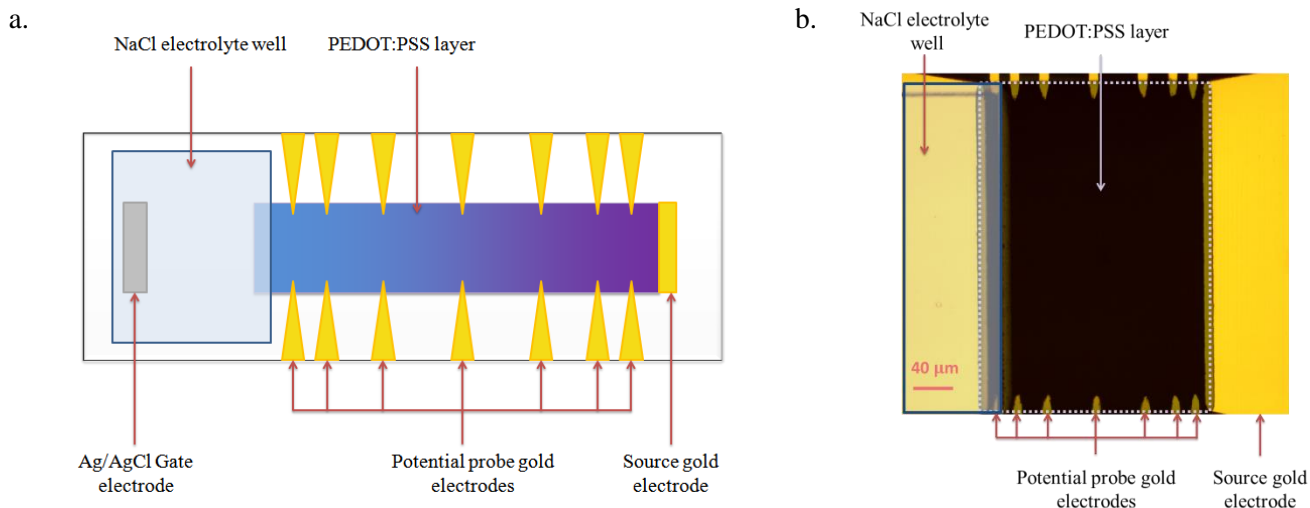 a.
NaCl electrolyte well
PEDOT:PSS layer
Ag/AgCl Gate
electrode
Potential probe gold
electrodes
Source gold
electrode
b.
NaCl electrolyte
well
PEDOT:PSS layer
40 μm
Potential probe gold
electrodes
Source gold
electrode